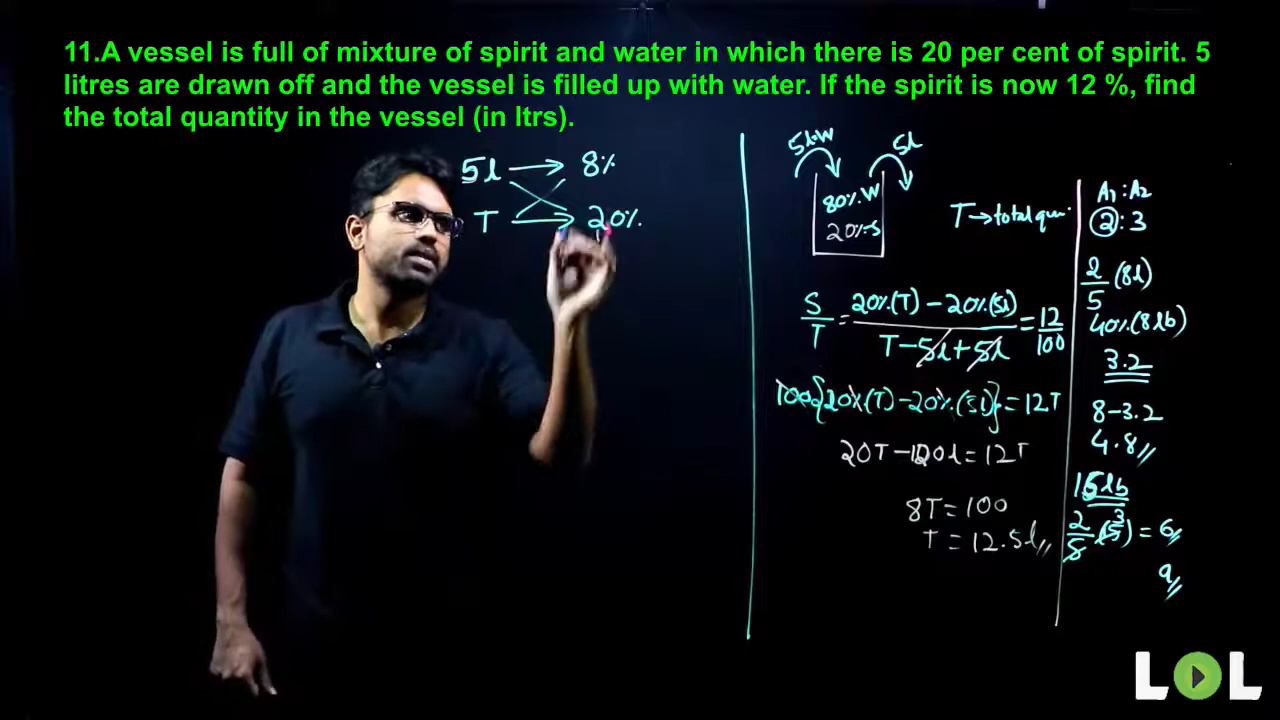 11.A vessel is full of mixture of spirit and water in which there is 20 per cent of spirit. 5
litres are drawn off and the vessel is filled up with water. If the spirit is now 12 %, find
the total quantity in the vessel (in ltrs).
5l → 8%
T → 20%
5l.W 5l
80%.W
20%S
T→total quan.
S/T = 20%(T) - 20%(5l) / T-5l+5l = 12/100
100{20%(T) -20%(5l)} = 12T
20T - 100l = 12T
8T = 100
T = 12.5l
A1:A2
2:3
2/5 (8l)
40%(8lb)
3.2
8-3.2
4.8
15lb
2/5 (15) 3 = 6
9
LOL